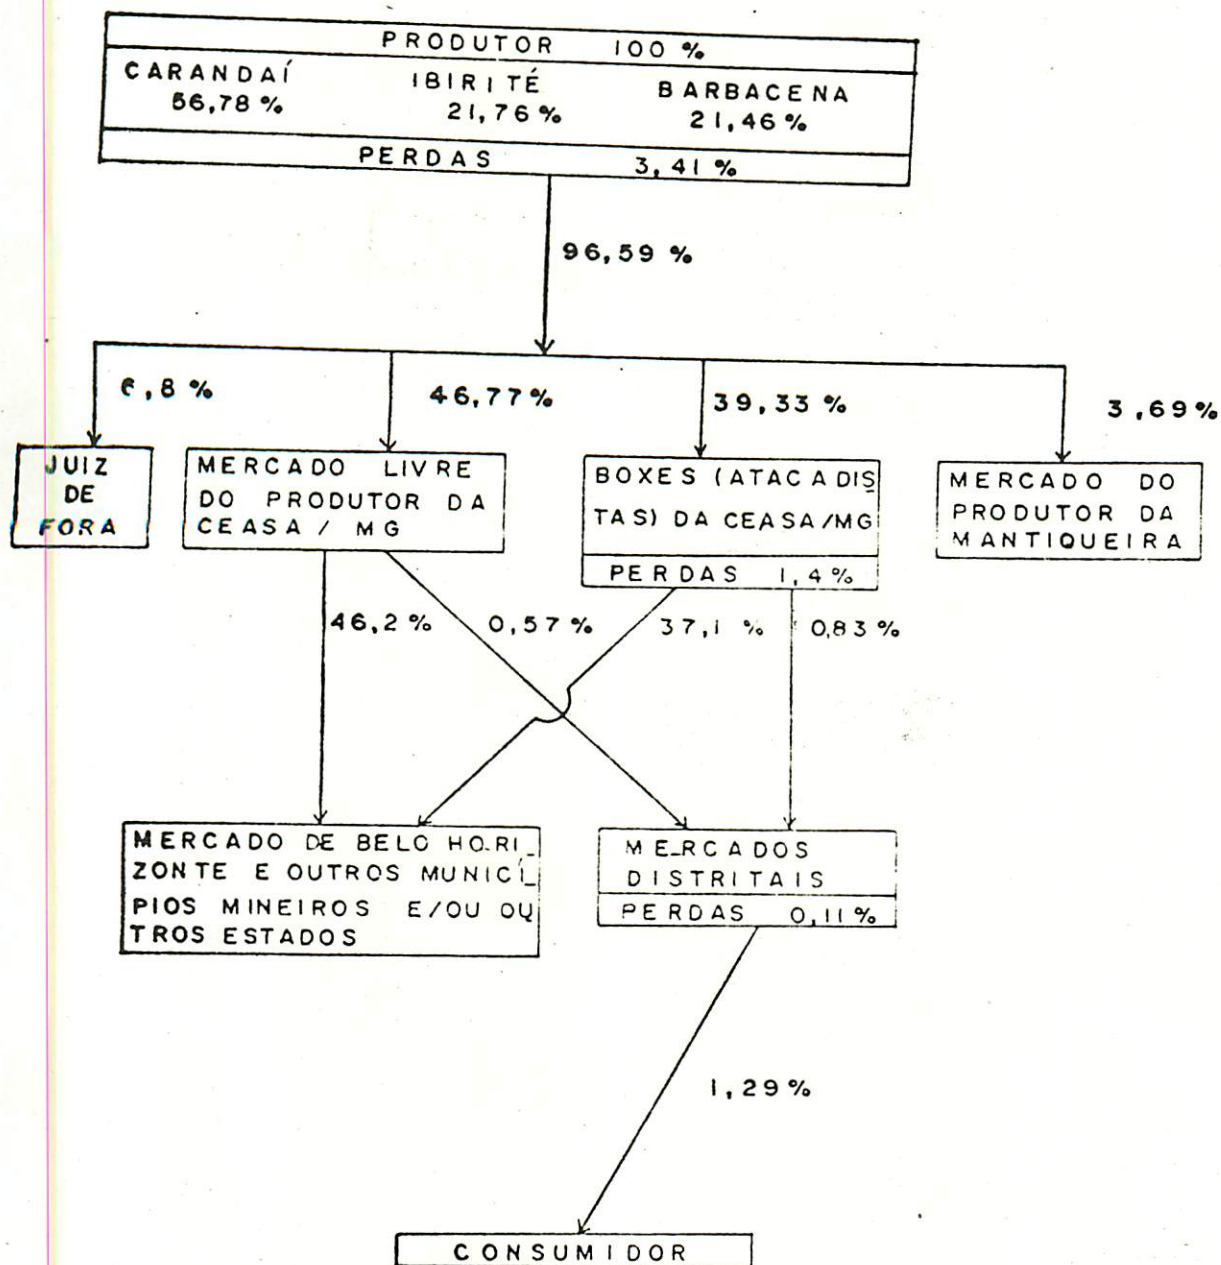 PRODUTOR 100 %
CARANDAÍ IBIRITÉ BARBACENA
56,78 % 21,76 % 21,46 %
PERDAS 3,41 %
96,59 %
6,8 % 46,77% 39,33% 3,69%
JUIZ
DE
FORA
MERCADO LIVRE
DO PRODUTOR DA
CEASA / MG
BOXES (ATACADIS
TAS) DA CEASA/MG
PERDAS 1,4 %
MERCADO DO
PRODUTOR DA
MANTIQUEIRA
46,2 % 0,57 % 37,1 % 0,83 %
MERCADO DE BELO HORI_
ZONTE E OUTROS MUNICÍ_
PIOS MINEIROS E/OU OU
TROS ESTADOS
MERCADOS
DISTRITAIS
PERDAS 0,11 %
1,29 %
CONSUMIDOR